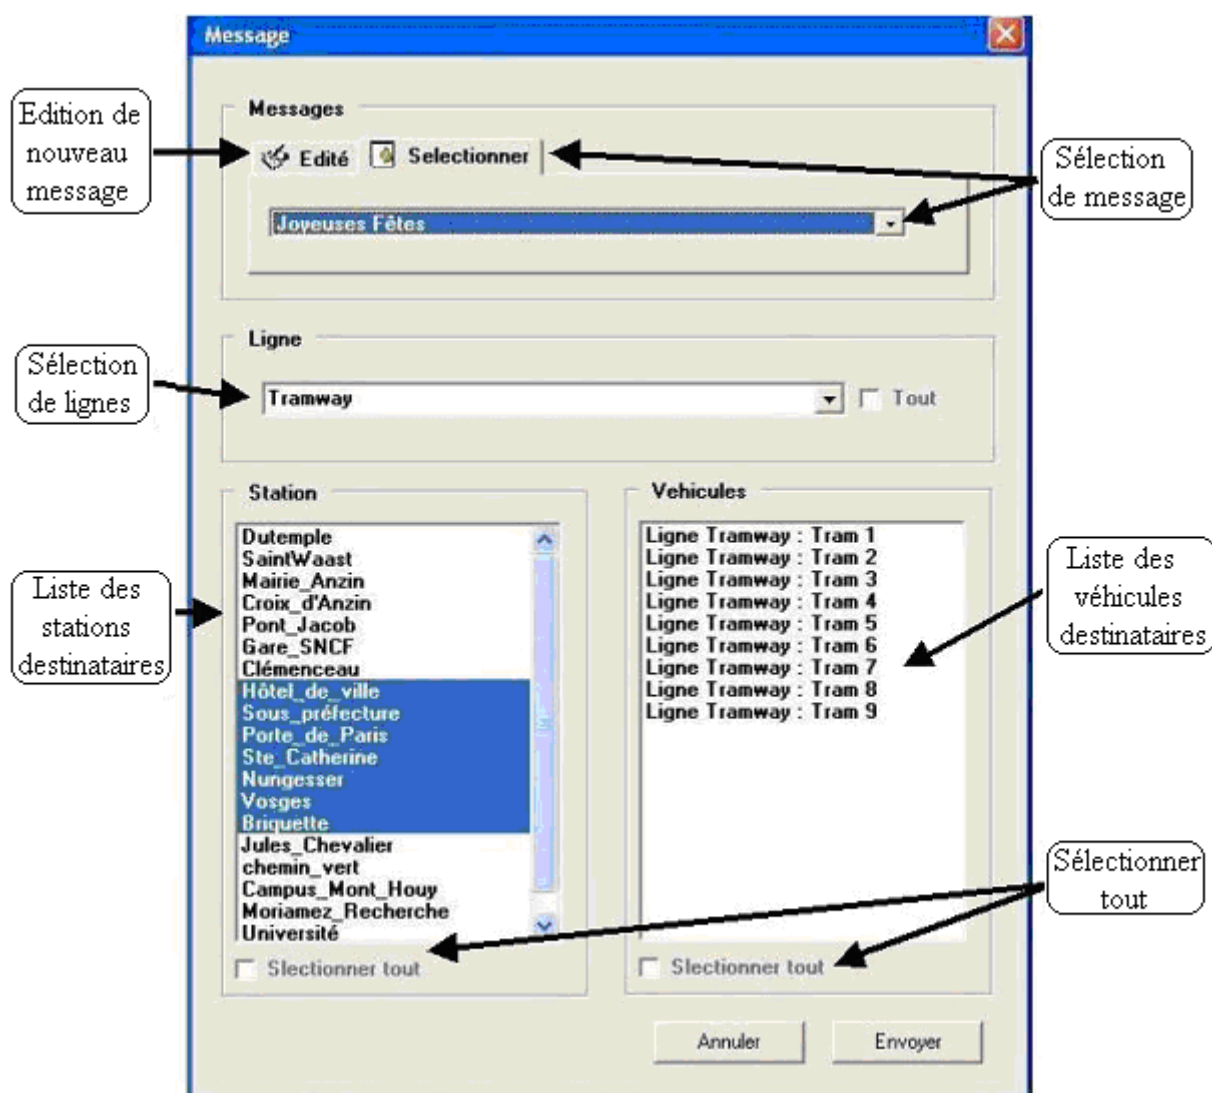 Message
Edition de
nouveau
message
Messages
Edité
Selectionner
Sélection
de message
Joyeuses Fêtes
Ligne
Sélection
de lignes
Tramway
Tout
Station
Vehicules
Dutemple
SaintWaast
Mairie_Anzin
Croix_d'Anzin
Pont_Jacob
Gare_SNCF
Clémenceau
Hôtel_de_ville
Sous_préfecture
Porte_de_Paris
Ste_Catherine
Nungesser
Vosges
Briquette
Jules_Chevalier
chemin_vert
Campus_Mont_Houy
Moriamez_Recherche
Université
Ligne Tramway : Tram 1
Ligne Tramway : Tram 2
Ligne Tramway : Tram 3
Ligne Tramway : Tram 4
Ligne Tramway : Tram 5
Ligne Tramway : Tram 6
Ligne Tramway : Tram 7
Ligne Tramway : Tram 8
Ligne Tramway : Tram 9
Liste des
stations
destinataires
Liste des
véhicules
destinataires
Sélectionner
tout
Slectionner tout
Slectionner tout
Annuler
Envoyer